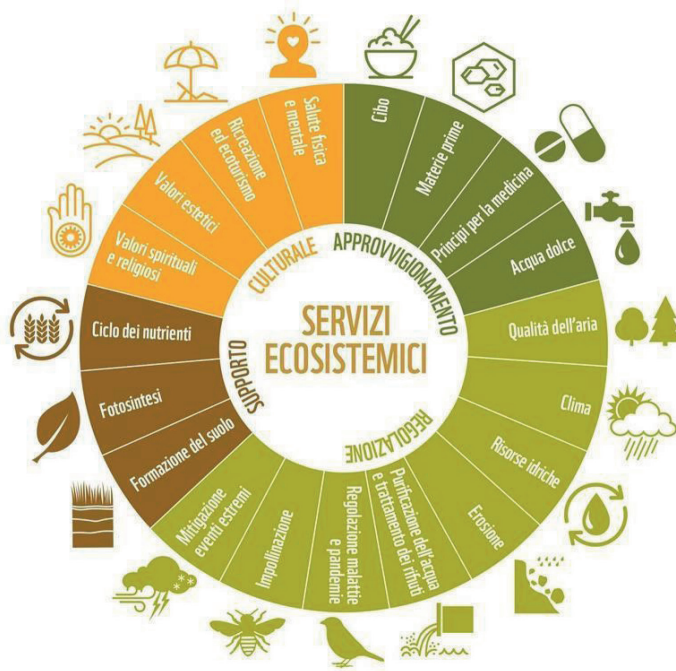 SERVIZI
ECOSISTEMICI
CULTURALE
APPROVVIGIONAMENTO
REGOLAZIONE
SUPPORTO
Cibo
Materie prime
Principi per la medicina
Acqua dolce
Qualità dell'aria
Clima
Risorse idriche
Erosione
Purificazione dell'acqua
e trattamento dei rifiuti
Regolazione malattie
e pandemie
Impollinazione
Mitigazione
eventi estremi
Formazione del suolo
Fotosintesi
Ciclo dei nutrienti
Valori spirituali
e religiosi
Valori estetici
Ricreazione
ed ecoturismo
Salute fisica
e mentale